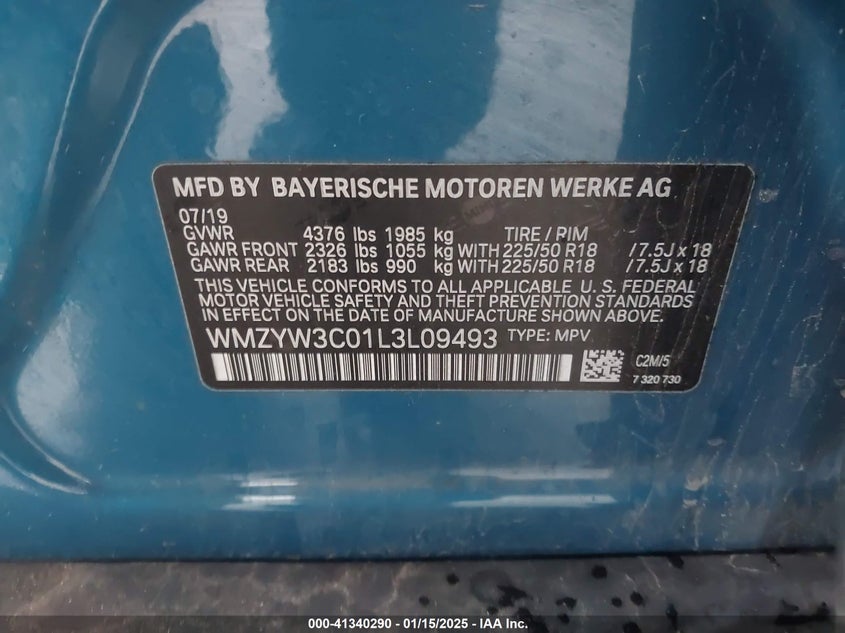 MFD BY BAYERISCHE MOTOREN WERKE AG
07/19
GVWR 4376 lbs 1985 kg TIRE / RIM
GAWR FRONT 2326 lbs 1055 kg WITH 225/50 R18 / 7.5J x 18
GAWR REAR 2183 lbs 990 kg WITH 225/50 R18 / 7.5J x 18
THIS VEHICLE CONFORMS TO ALL APPLICABLE U. S. FEDERAL
MOTOR VEHICLE SAFETY AND THEFT PREVENTION STANDARDS
IN EFFECT ON THE DATE OF MANUFACTURE SHOWN ABOVE.
WMZYW3C01L3L09493 TYPE: MPV
C2M/5
7 320 730
000-41340290 - 01/15/2025 - IAA Inc.